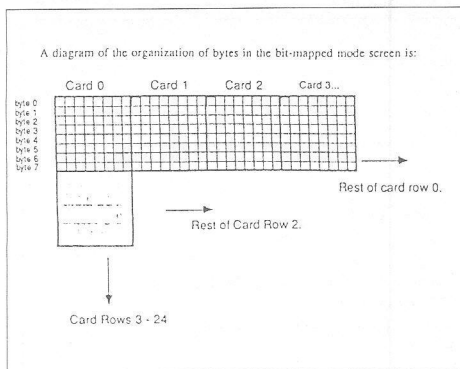 A diagram of the organization of bytes in the bit-mapped mode screen is:
Card 0 Card 1 Card 2 Card 3...
byte 0
byte 1
byte 2
byte 3
byte 4
byte 5
byte 6
byte 7
Rest of card row 0.
Rest of Card Row 2.
Card Rows 3 - 24